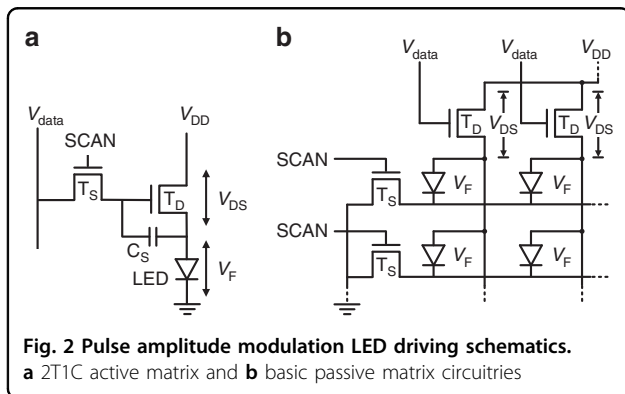 a
V_data
SCAN
T_S
V_DD
T_D
V_DS
C_S
LED
V_F
b
V_data V_data V_DD
T_D V_DS T_D V_DS
SCAN
T_S V_F V_F
SCAN
T_S V_F V_F
Fig. 2 Pulse amplitude modulation LED driving schematics.
a 2T1C active matrix and b basic passive matrix circuitries